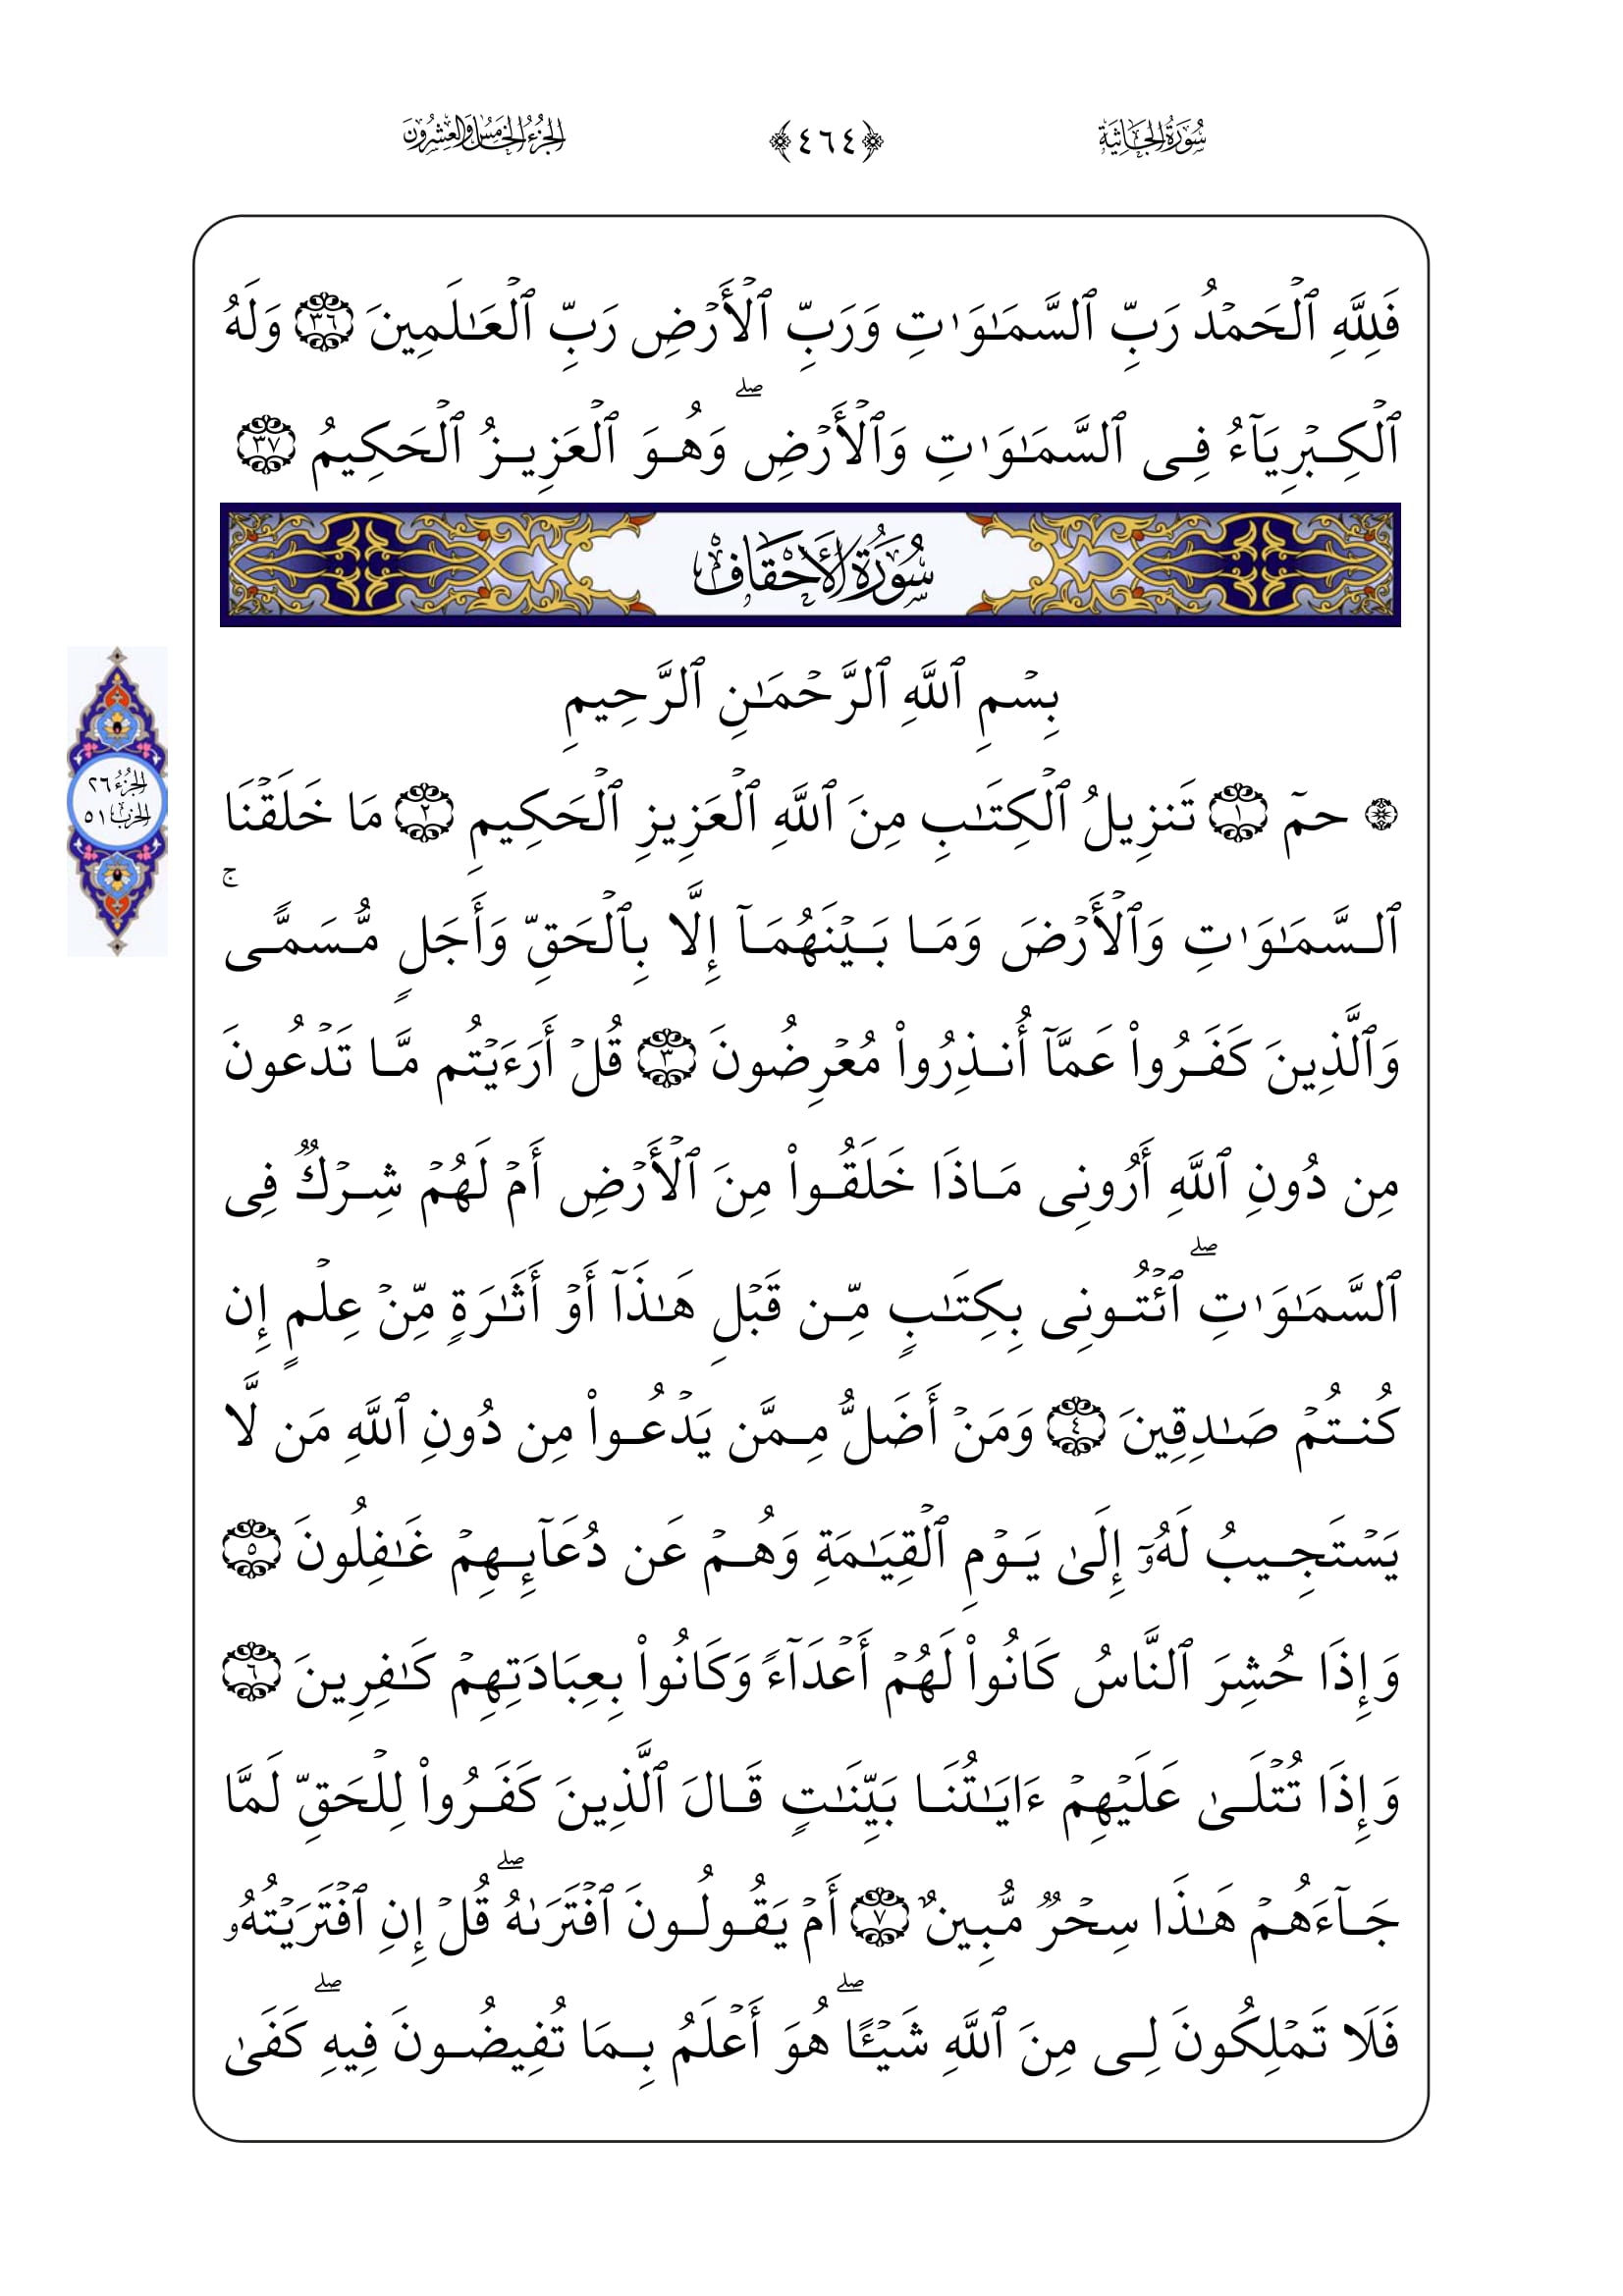 سُورَةُ الجَاثِيَةِ
﴿٤٦٤﴾
الجُزْءُ الخَامِسُ وَالعِشْرُونَ
فَلِلَّهِ ٱلۡحَمۡدُ رَبِّ ٱلسَّمَٰوَٰتِ وَرَبِّ ٱلۡأَرۡضِ رَبِّ ٱلۡعَٰلَمِينَ ٣٦ وَلَهُ
ٱلۡكِبۡرِيَآءُ فِى ٱلسَّمَٰوَٰتِ وَٱلۡأَرۡضِۖ وَهُوَ ٱلۡعَزِيزُ ٱلۡحَكِيمُ ٣٧
سُورَةُ الأَحْقَافِ
بِسۡمِ ٱللَّهِ ٱلرَّحۡمَٰنِ ٱلرَّحِيمِ
الجُزْءُ ٢٦
الحِزْبُ ٥١
۞ حمٓ ١ تَنزِيلُ ٱلۡكِتَٰبِ مِنَ ٱللَّهِ ٱلۡعَزِيزِ ٱلۡحَكِيمِ ٢ مَا خَلَقۡنَا
ٱلسَّمَٰوَٰتِ وَٱلۡأَرۡضَ وَمَا بَيۡنَهُمَآ إِلَّا بِٱلۡحَقِّ وَأَجَلٍ مُّسَمًّىۚ
وَٱلَّذِينَ كَفَرُوا۟ عَمَّآ أُنذِرُوا۟ مُعۡرِضُونَ ٣ قُلۡ أَرَءَيۡتُم مَّا تَدۡعُونَ
مِن دُونِ ٱللَّهِ أَرُونِى مَاذَا خَلَقُوا۟ مِنَ ٱلۡأَرۡضِ أَمۡ لَهُمۡ شِرۡكٌ فِى
ٱلسَّمَٰوَٰتِۖ ٱئۡتُونِى بِكِتَٰبٍ مِّن قَبۡلِ هَٰذَآ أَوۡ أَثَٰرَةٍ مِّنۡ عِلۡمٍ إِن
كُنتُمۡ صَٰدِقِينَ ٤ وَمَنۡ أَضَلُّ مِمَّن يَدۡعُوا۟ مِن دُونِ ٱللَّهِ مَن لَّا
يَسۡتَجِيبُ لَهُۥٓ إِلَىٰ يَوۡمِ ٱلۡقِيَٰمَةِ وَهُمۡ عَن دُعَآئِهِمۡ غَٰفِلُونَ ٥
وَإِذَا حُشِرَ ٱلنَّاسُ كَانُوا۟ لَهُمۡ أَعۡدَآءً وَكَانُوا۟ بِعِبَادَتِهِمۡ كَٰفِرِينَ ٦
وَإِذَا تُتۡلَىٰ عَلَيۡهِمۡ ءَايَٰتُنَا بَيِّنَٰتٍ قَالَ ٱلَّذِينَ كَفَرُوا۟ لِلۡحَقِّ لَمَّا
جَآءَهُمۡ هَٰذَا سِحۡرٌ مُّبِينٌ ٧ أَمۡ يَقُولُونَ ٱفۡتَرَىٰهُۖ قُلۡ إِنِ ٱفۡتَرَيۡتُهُۥ
فَلَا تَمۡلِكُونَ لِى مِنَ ٱللَّهِ شَيۡـًٔاۖ هُوَ أَعۡلَمُ بِمَا تُفِيضُونَ فِيهِۖ كَفَىٰ